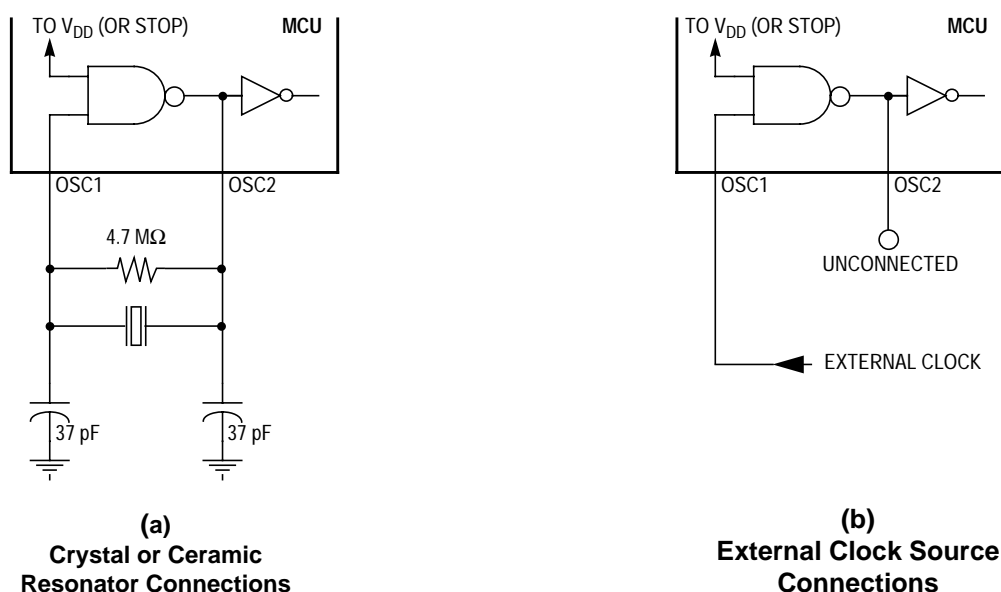 TO VDD (OR STOP) MCU
OSC1 OSC2
4.7 MΩ
37 pF 37 pF
(a)
Crystal or Ceramic
Resonator Connections
TO VDD (OR STOP) MCU
OSC1 OSC2
UNCONNECTED
EXTERNAL CLOCK
(b)
External Clock Source
Connections